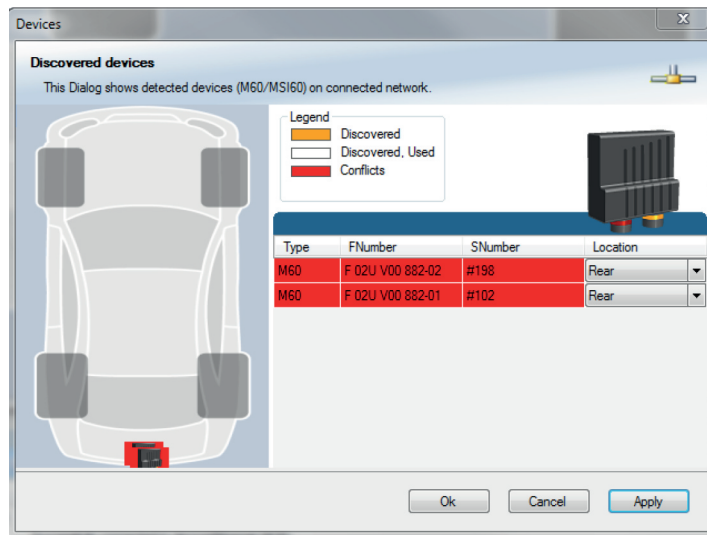 Devices
Discovered devices
This Dialog shows detected devices (M60/MSI60) on connected network.
Legend
Discovered
Discovered, Used
Conflicts
Type FNumber SNumber Location
M60 F 02U V00 882-02 #198 Rear
M60 F 02U V00 882-01 #102 Rear
Ok Cancel Apply